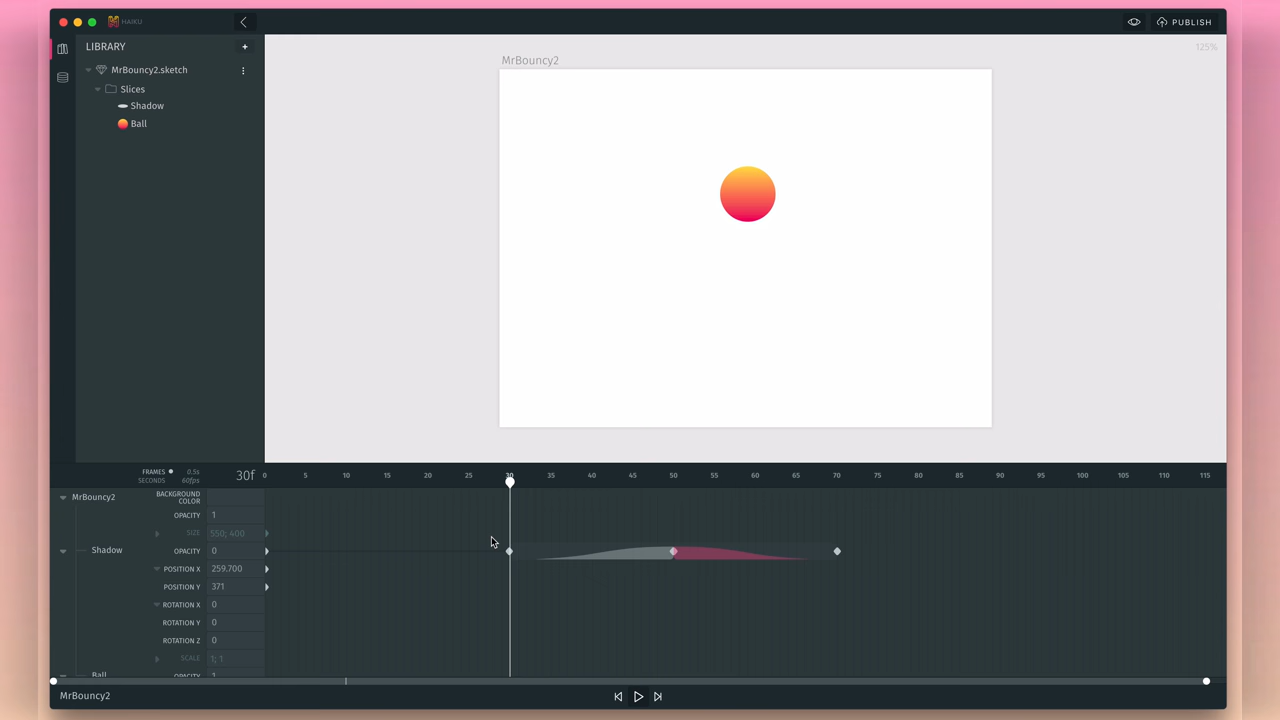 HAIKU
PUBLISH
LIBRARY
+
125%
MrBouncy2.sketch
Slices
Shadow
Ball
MrBouncy2
FRAMES 0.5s
SECONDS 60fps
30f
0 5 10 15 20 25 30 35 40 45 50 55 60 65 70 75 80 85 90 95 100 105 110 115
MrBouncy2
BACKGROUND
COLOR
OPACITY 1
SIZE 550; 400
Shadow OPACITY 0
POSITION X 259.700
POSITION Y 371
ROTATION X 0
ROTATION Y 0
ROTATION Z 0
SCALE 1; 1
Ball OPACITY 1
MrBouncy2